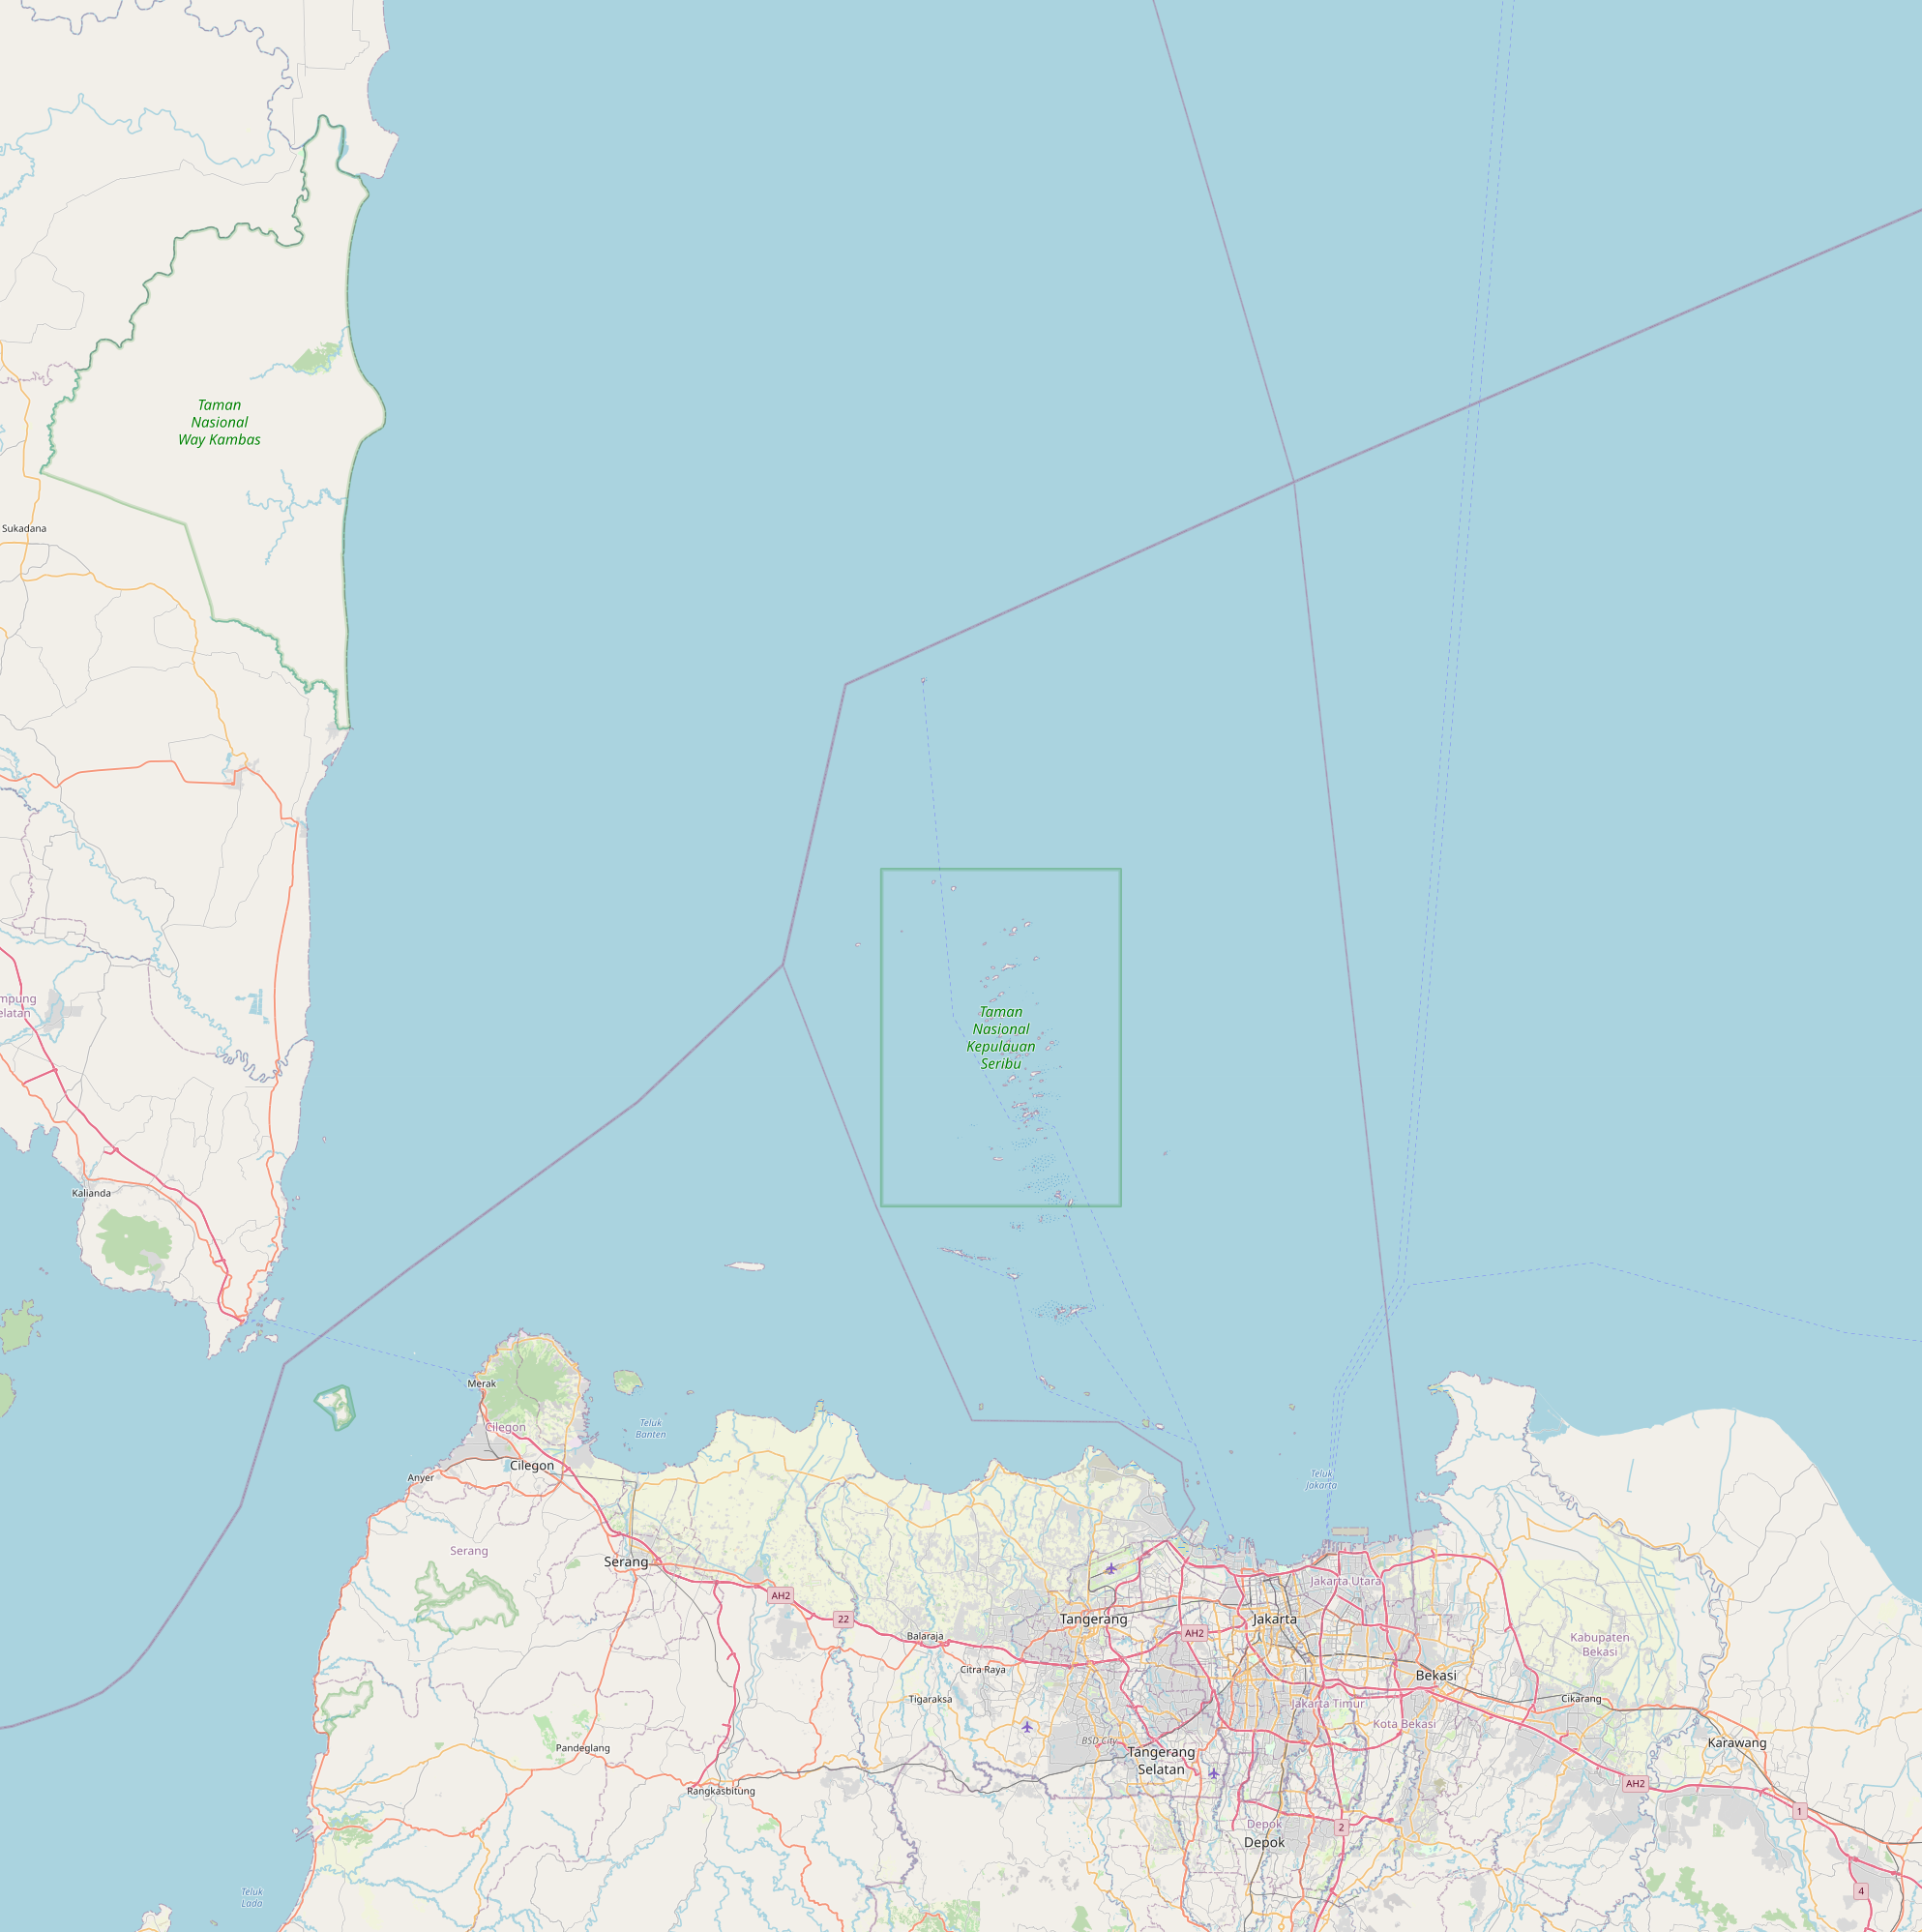 Taman
Nasional
Way Kambas
Sukadana
Taman
Nasional
Kepulauan
Seribu
mpung
elatan
Kalianda
Merak
Cilegon
Teluk
Banten
Cilegon
Anyer
Teluk
Jakarta
Serang
Serang
AH2
22
Tangerang
Jakarta Utara
Jakarta
AH2
Balaraja
Citra Raya
Kabupaten
Bekasi
Bekasi
Tigaraksa
Jakarta Timur
Cikarang
Kota Bekasi
Pandeglang
BSD City
Tangerang
Selatan
Karawang
Rangkasbitung
AH2
1
Depok
2
Depok
4
Teluk
Lada